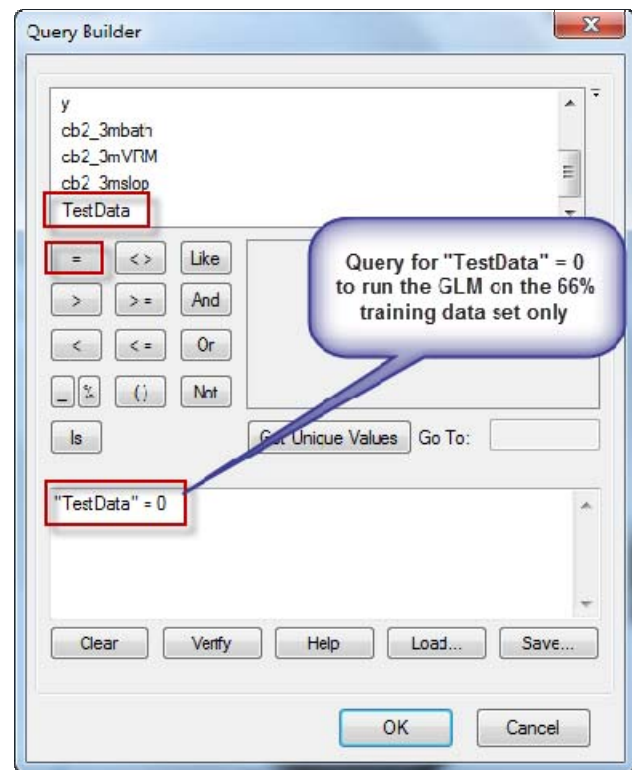 Query Builder
x
y
cb2_3mbath
cb2_3mVRM
cb2_3mslop
TestData
= <> Like
> >= And
< <= Or
_ % () Not
Is
Get Unique Values Go To:
Query for "TestData" = 0
to run the GLM on the 66%
training data set only
"TestData" = 0
Clear Verify Help Load... Save...
OK Cancel